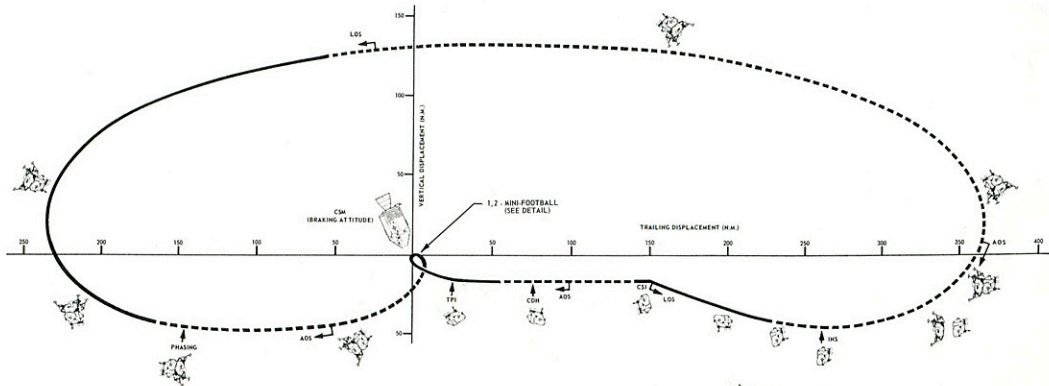 150
LOS
100
VERTICAL DISPLACEMENT (N.M.)
50
CSM
(BRAKING ATTITUDE)
1,2 - MINI-FOOTBALL
(SEE DETAIL)
TRAILING DISPLACEMENT (N.M.)
250 200 150 100 50 50 100 150 200 250 300 350 400
AOS
TPI
CDH
AOS
CSI
LOS
50
PHASING
AOS
INS